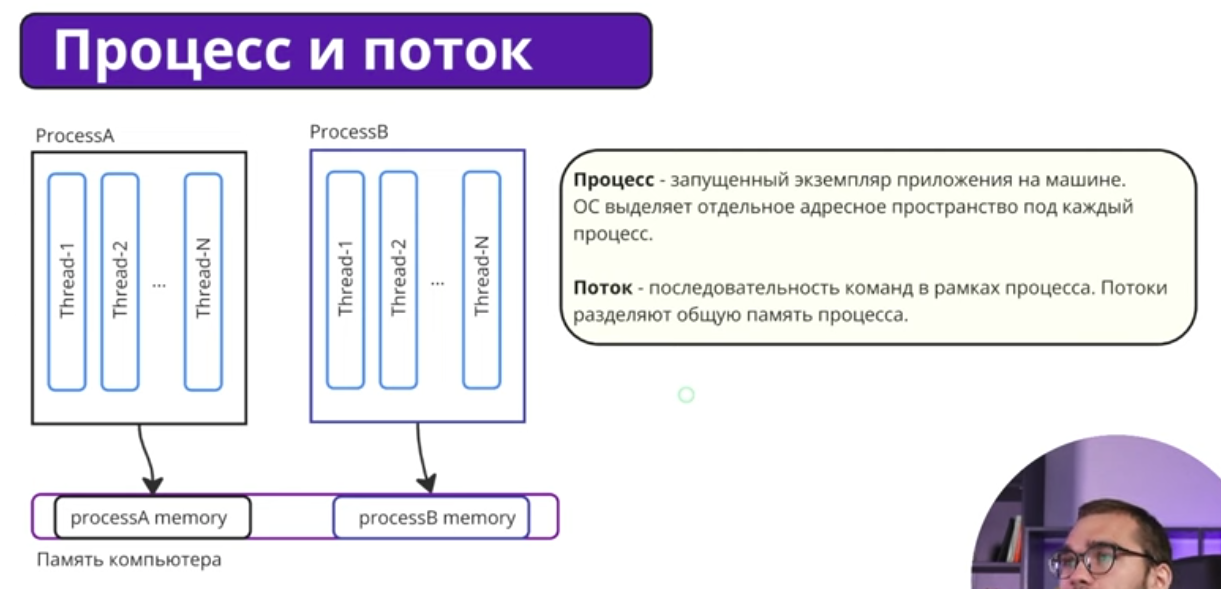 Процесс и поток
ProcessA
ProcessB
Thread-1
Thread-2
...
Thread-N
Thread-1
Thread-2
...
Thread-N
Процесс - запущенный экземпляр приложения на машине.
ОС выделяет отдельное адресное пространство под каждый
процесс.
Поток - последовательность команд в рамках процесса. Потоки
разделяют общую память процесса.
processA memory
processB memory
Память компьютера